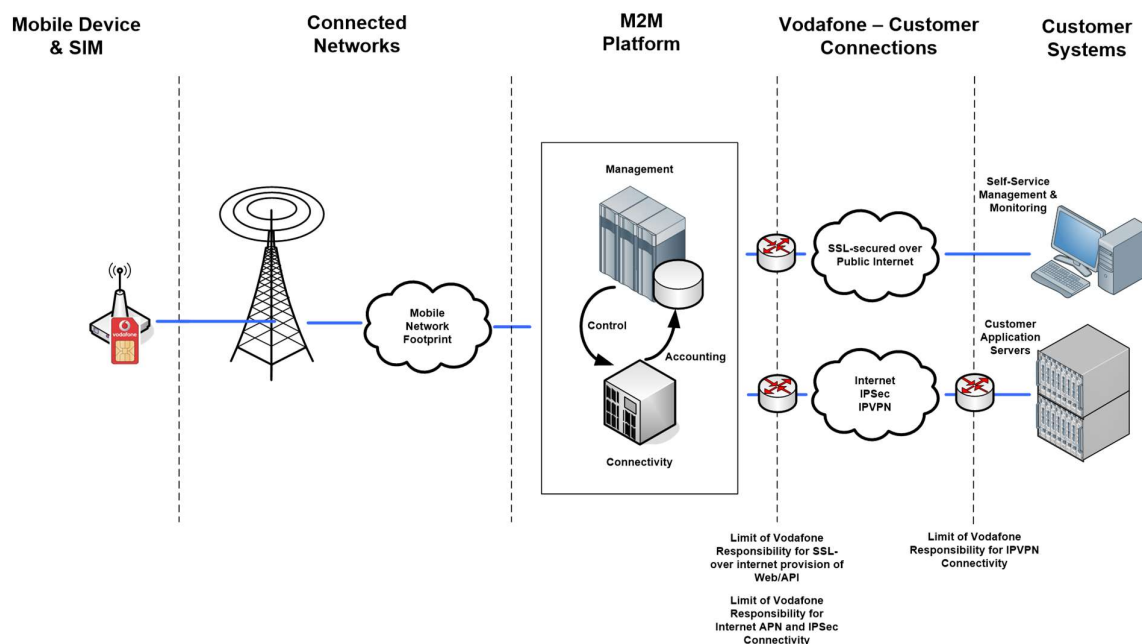 Mobile Device
& SIM
Connected
Networks
M2M
Platform
Vodafone – Customer
Connections
Customer
Systems
vodafone
Mobile
Network
Footprint
Management
Control
Accounting
Connectivity
SSL-secured over
Public Internet
Internet
IPSec
IPVPN
Self-Service
Management &
Monitoring
Customer
Application
Servers
Limit of Vodafone
Responsibility for SSL-
over internet provision of
Web/API
Limit of Vodafone
Responsibility for
Internet APN and IPSec
Connectivity
Limit of Vodafone
Responsibility for IPVPN
Connectivity